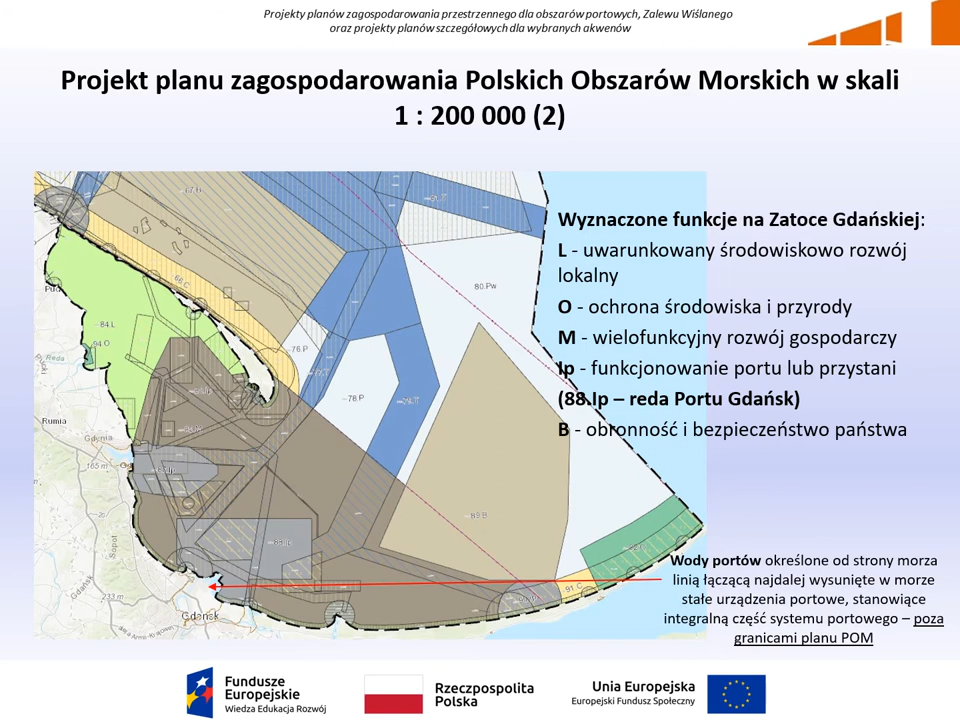 Projekty planów zagospodarowania przestrzennego dla obszarów portowych, Zalewu Wiślanego
oraz projekty planów szczegółowych dla wybranych akwenów
Projekt planu zagospodarowania Polskich Obszarów Morskich w skali
1 : 200 000 (2)
Wyznaczone funkcje na Zatoce Gdańskiej:
L - uwarunkowany środowiskowo rozwój
lokalny
O - ochrona środowiska i przyrody
M - wielofunkcyjny rozwój gospodarczy
Ip - funkcjonowanie portu lub przystani
(88.Ip – reda Portu Gdańsk)
B - obronność i bezpieczeństwo państwa
80.Pw
84.L
94.O
76.P
78.P
89.B
91.C
Reda
Rumia
Gdynia
165 m
Sopot
Gdańsk
233 m
Gdańsk
Wody portów określone od strony morza
linią łączącą najdalej wysunięte w morze
stałe urządzenia portowe, stanowiące
integralną część systemu portowego – poza
granicami planu POM
Fundusze
Europejskie
Wiedza Edukacja Rozwój
Rzeczpospolita
Polska
Unia Europejska
Europejski Fundusz Społeczny